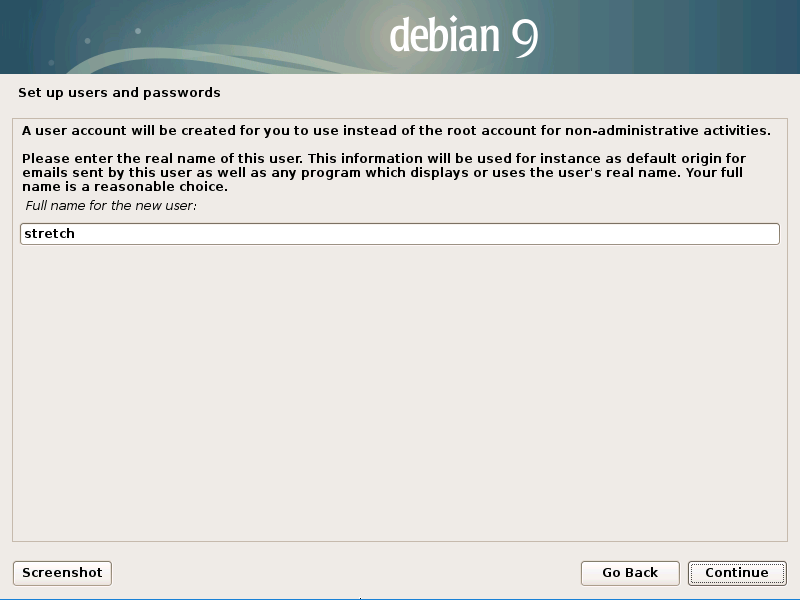 debian 9
Set up users and passwords
A user account will be created for you to use instead of the root account for non-administrative activities.
Please enter the real name of this user. This information will be used for instance as default origin for
emails sent by this user as well as any program which displays or uses the user's real name. Your full
name is a reasonable choice.
Full name for the new user:
stretch
Screenshot
Go Back
Continue